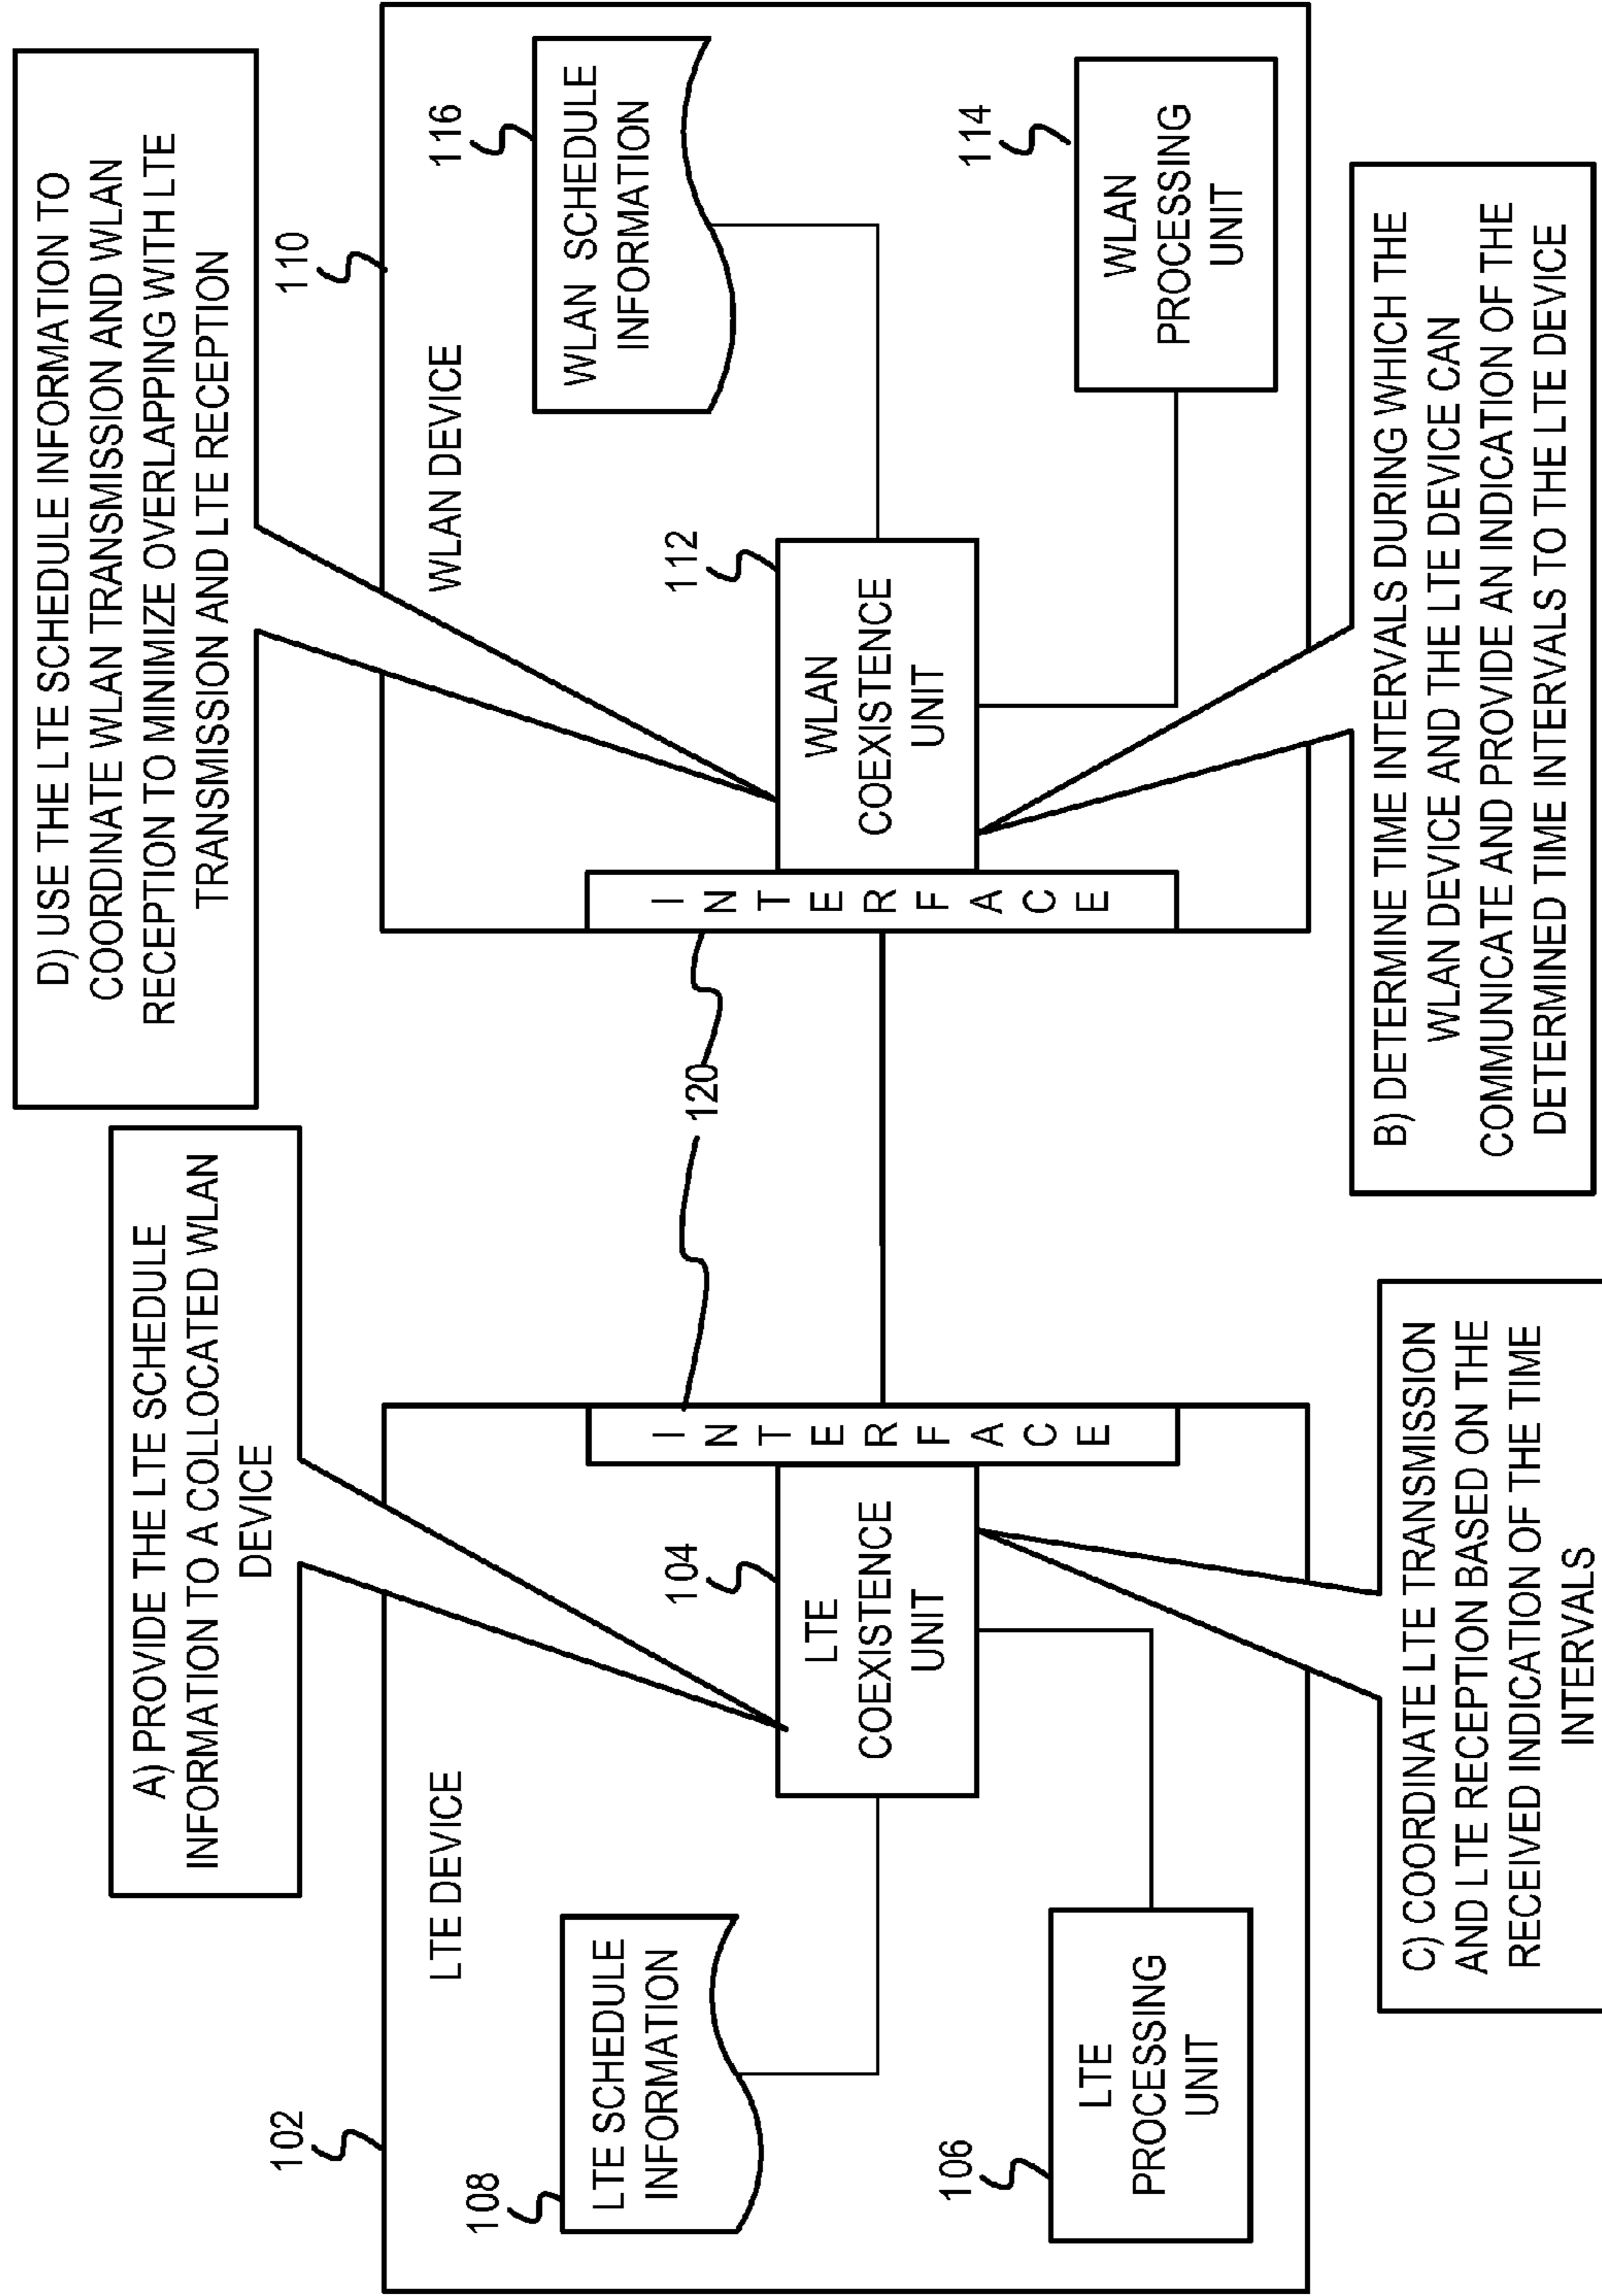 A) PROVIDE THE LTE SCHEDULE
INFORMATION TO A COLLOCATED WLAN
DEVICE
D) USE THE LTE SCHEDULE INFORMATION TO
COORDINATE WLAN TRANSMISSION AND WLAN
RECEPTION TO MINIMIZE OVERLAPPING WITH LTE
TRANSMISSION AND LTE RECEPTION
102
LTE DEVICE
108
LTE SCHEDULE
INFORMATION
104
LTE
COEXISTENCE
UNIT
106
LTE
PROCESSING
UNIT
INTERFACE
120
INTERFACE
110
WLAN DEVICE
112
WLAN
COEXISTENCE
UNIT
116
WLAN SCHEDULE
INFORMATION
114
WLAN
PROCESSING
UNIT
C) COORDINATE LTE TRANSMISSION
AND LTE RECEPTION BASED ON THE
RECEIVED INDICATION OF THE TIME
INTERVALS
B) DETERMINE TIME INTERVALS DURING WHICH THE
WLAN DEVICE AND THE LTE DEVICE CAN
COMMUNICATE AND PROVIDE AN INDICATION OF THE
DETERMINED TIME INTERVALS TO THE LTE DEVICE